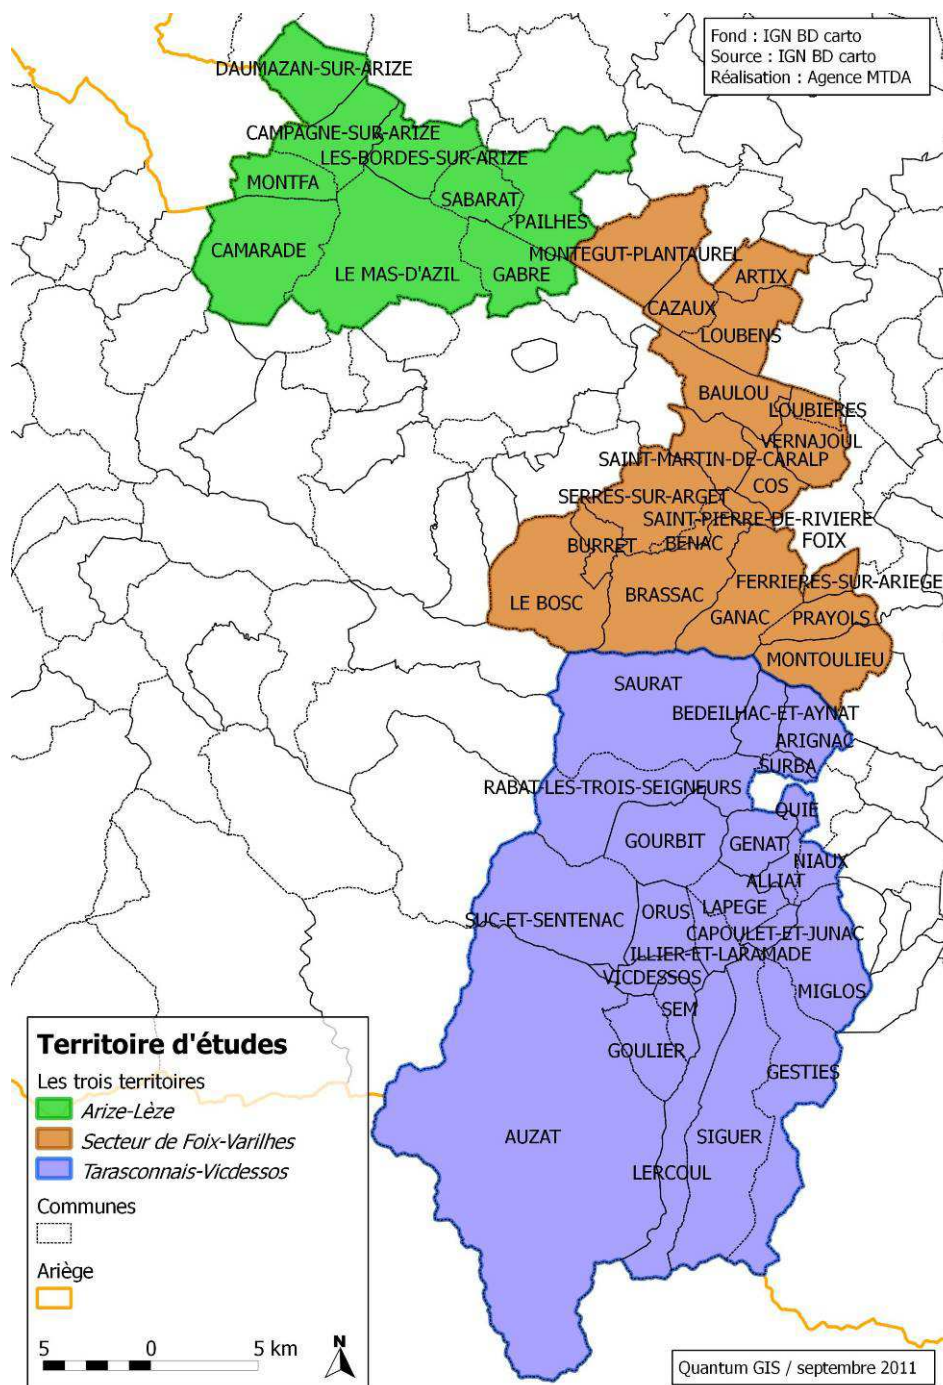 Fond : IGN BD carto
Source : IGN BD carto
Réalisation : Agence MTDA
DAUMAZAN-SUR-ARIZE
CAMPAGNE-SUR-ARIZE
LES-BORDES-SUR-ARIZE
MONTFA
SABARAT
PAILHES
CAMARADE
LE MAS-D'AZIL
GABRE
MONTEGUT-PLANTAUREL
ARTIX
CAZAUX
LOUBENS
BAULOU
LOUBIERES
VERNAJOUL
SAINT-MARTIN-DE-CARALP
COS
SERRES-SUR-ARGET
SAINT-PIERRE-DE-RIVIERE
FOIX
BURRET
BENAC
FERRIERES-SUR-ARIEGE
LE BOSC
BRASSAC
GANAC
PRAYOLS
MONTOULIEU
SAURAT
BEDEILHAC-ET-AYNAT
ARIGNAC
SURBA
RABAT-LES-TROIS-SEIGNEURS
QUIE
GOURBIT
GENAT
NIAUX
ALLIAT
SUC-ET-SENTENAC
ORUS
LAPEGE
CAPOULET-ET-JUNAC
ILLIER-ET-LARAMADE
VICDESSOS
MIGLOS
SEM
GOULIER
GESTIES
AUZAT
SIGUER
LERCOUL
Territoire d'études
Les trois territoires
Arize-Lèze
Secteur de Foix-Varilhes
Tarasconnais-Vicdessos
Communes
Ariège
5 0 5 km
N
Quantum GIS / septembre 2011